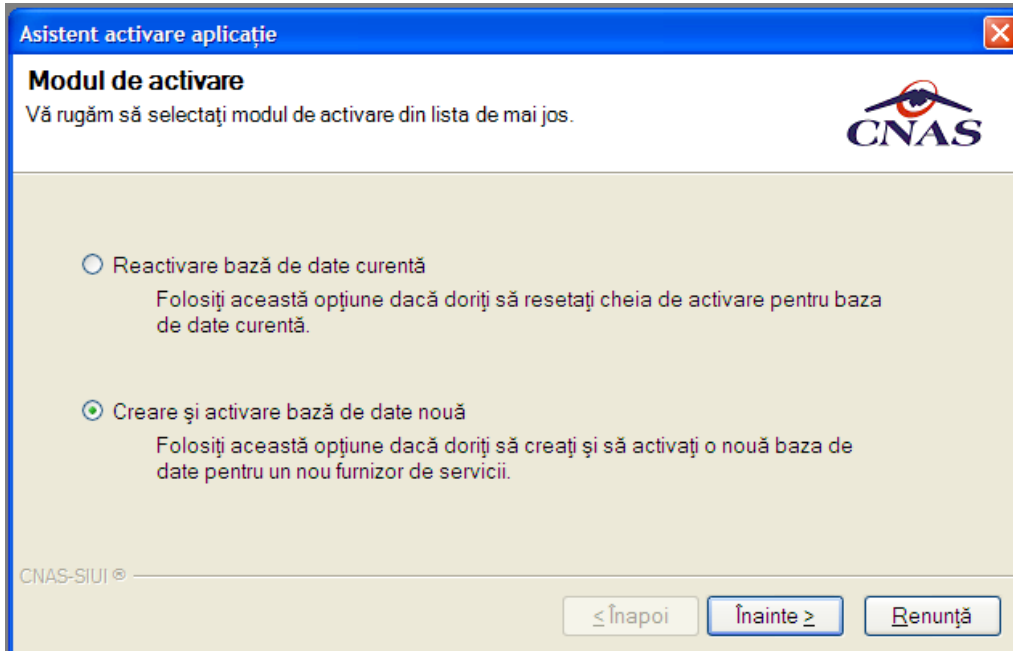 Asistent activare aplicație
Modul de activare
Vă rugăm să selectaţi modul de activare din lista de mai jos.
CNAS
Reactivare bază de date curentă
Folosiţi această opţiune dacă doriţi să resetaţi cheia de activare pentru baza
de date curentă.
Creare şi activare bază de date nouă
Folosiţi această opţiune dacă doriţi să creaţi şi să activaţi o nouă baza de
date pentru un nou furnizor de servicii.
CNAS-SIUI ®
< Înapoi
Înainte >
Renunţă